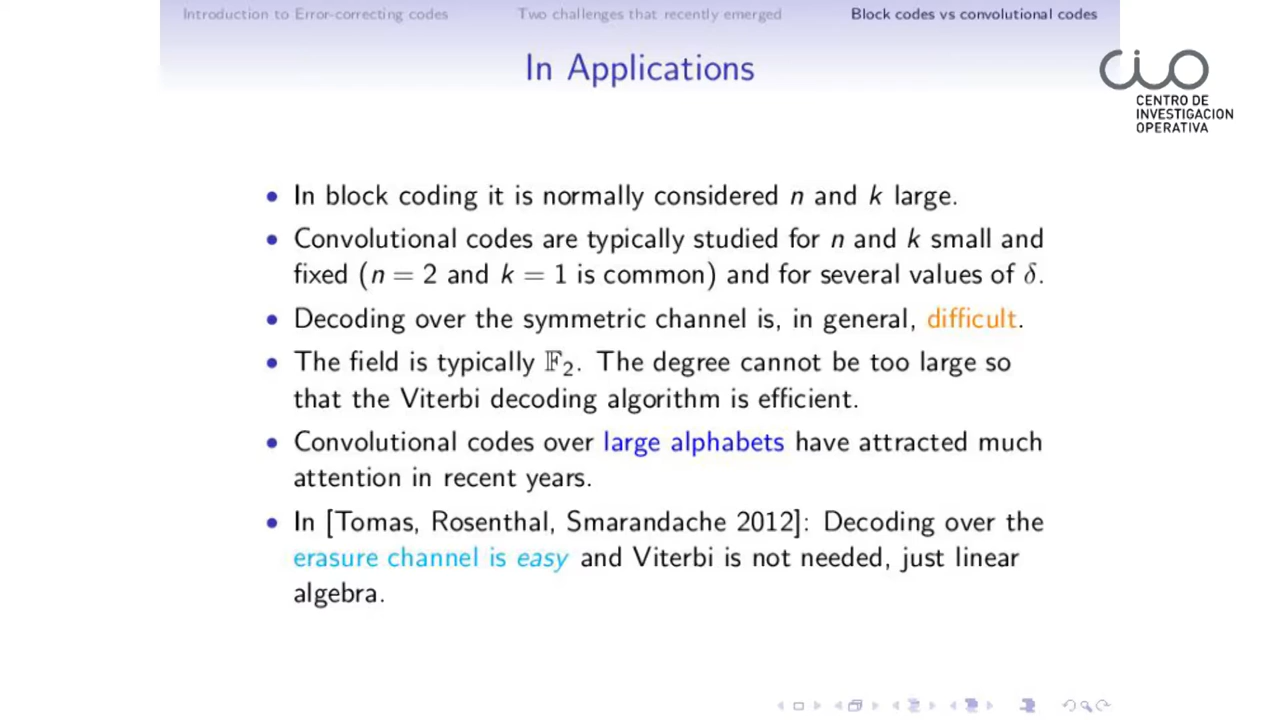 Introduction to Error-correcting codes Two challenges that recently emerged Block codes vs convolutional codes
In Applications
CIO
CENTRO DE
INVESTIGACION
OPERATIVA
• In block coding it is normally considered n and k large.
• Convolutional codes are typically studied for n and k small and
fixed (n = 2 and k = 1 is common) and for several values of δ.
• Decoding over the symmetric channel is, in general, difficult.
• The field is typically 𝔽₂. The degree cannot be too large so
that the Viterbi decoding algorithm is efficient.
• Convolutional codes over large alphabets have attracted much
attention in recent years.
• In [Tomas, Rosenthal, Smarandache 2012]: Decoding over the
erasure channel is easy and Viterbi is not needed, just linear
algebra.